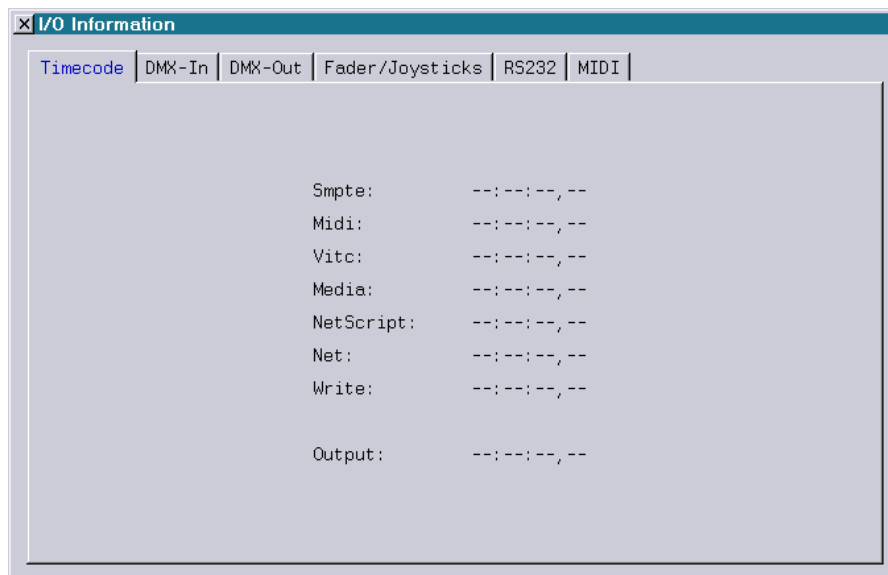 I/O Information
Timecode DMX-In DMX-Out Fader/Joysticks RS232 MIDI
Smpte: --:--:--,--
Midi: --:--:--,--
Vitc: --:--:--,--
Media: --:--:--,--
NetScript: --:--:--,--
Net: --:--:--,--
Write: --:--:--,--
Output: --:--:--,--